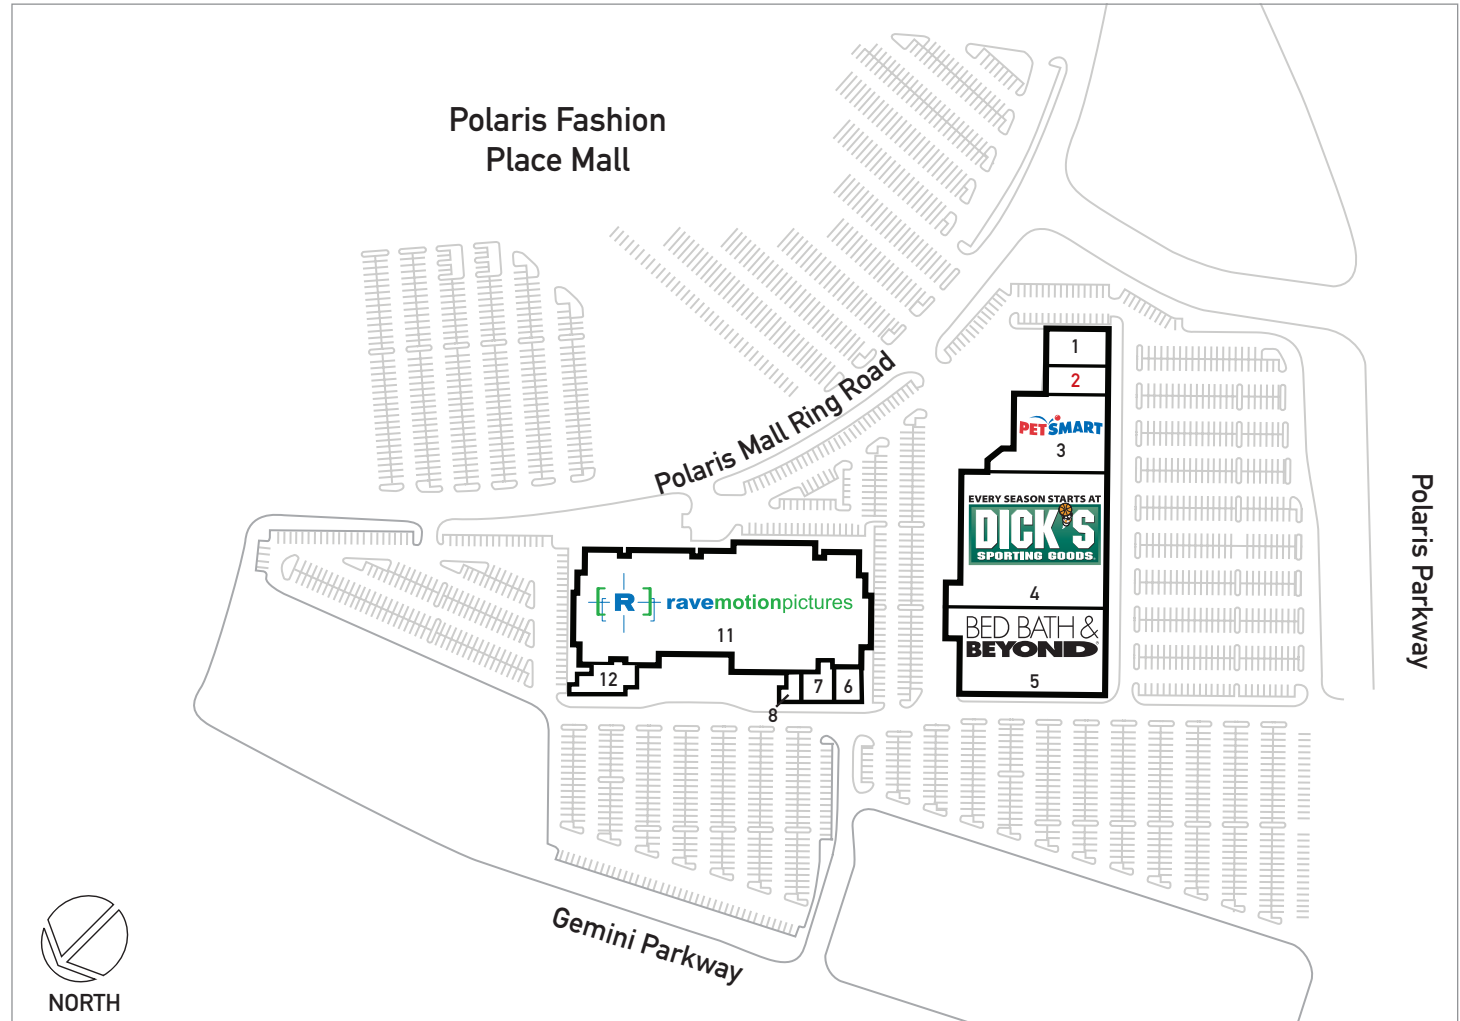 Polaris Fashion
Place Mall
Polaris Mall Ring Road
1
2
PETSMART
3
EVERY SEASON STARTS AT
DICK'S
SPORTING GOODS
4
BED BATH &
BEYOND
5
Polaris Parkway
[R] ravemotionpictures
11
12
8
7
6
Gemini Parkway
NORTH